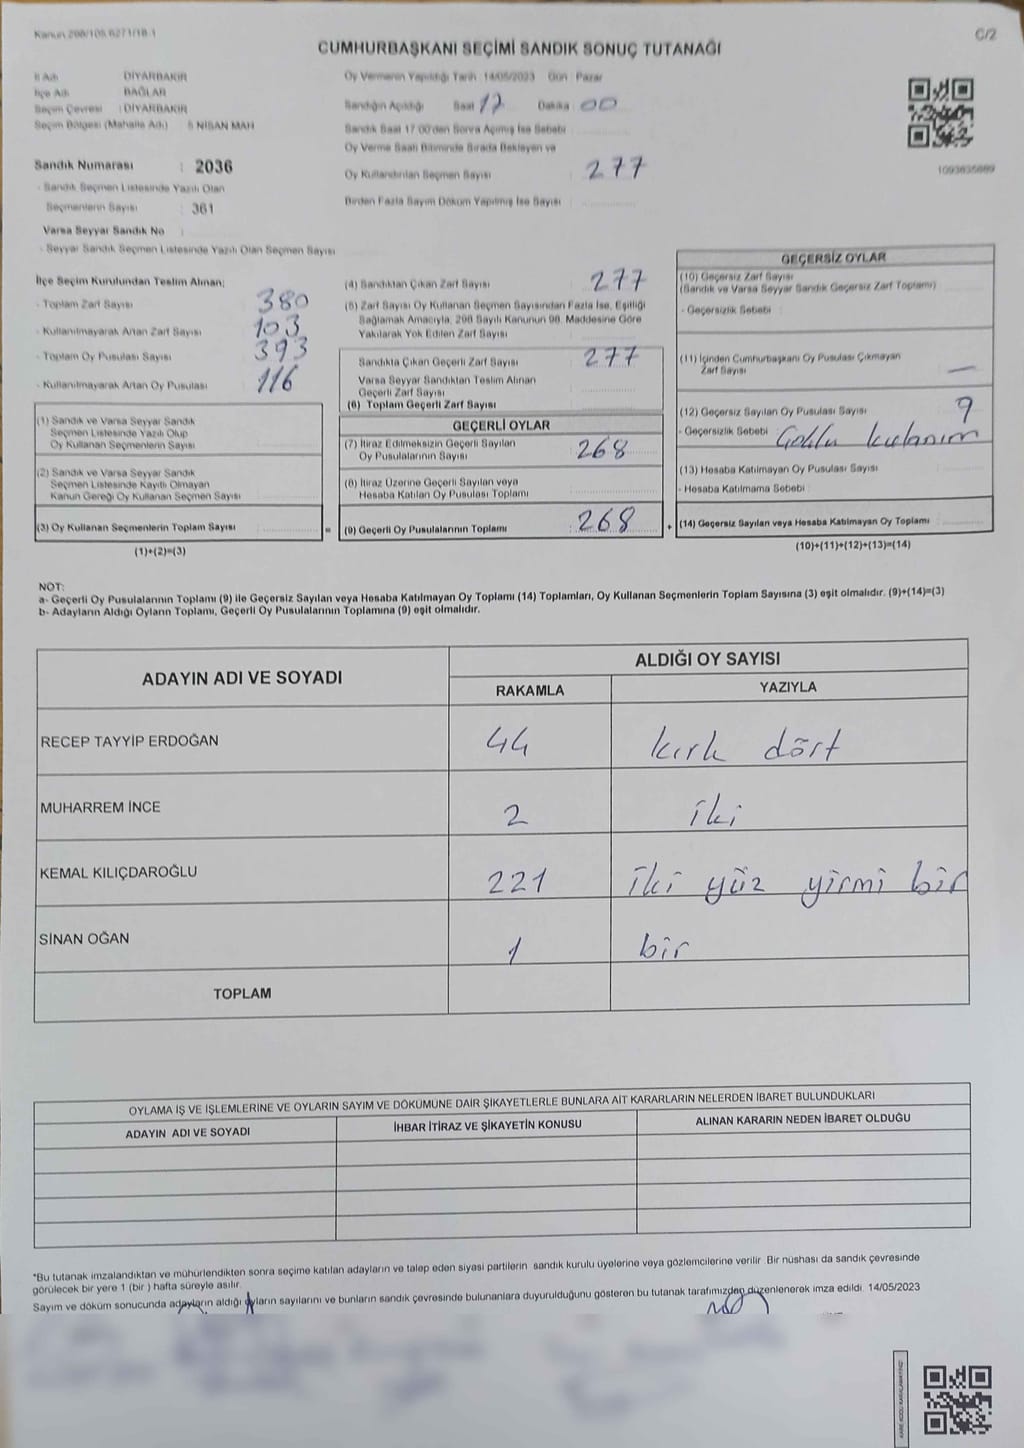 Kanun 298/105,6271/18-1
C/2
CUMHURBAŞKANI SEÇİMİ SANDIK SONUÇ TUTANAĞI
İl Adı DİYARBAKIR
İlçe Adı BAĞLAR
Seçim Çevresi : DİYARBAKIR
Seçim Bölgesi (Mahalle Adı) 5 NİSAN MAH
Sandık Numarası : 2036
- Sandık Seçmen Listesinde Yazılı Olan
Seçmenlerin Sayısı : 361
Varsa Seyyar Sandık No
- Seyyar Sandık Seçmen Listesinde Yazılı Olan Seçmen Sayısı
Oy Vermenin Yapıldığı Tarih 14/05/2023 Gün Pazar
Sandığın Açıldığı Saat 17 Dakika 00
Sandık Saat 17 00'den Sonra Açılmış İse Sebebi
Oy Verme Saati Bitiminde Sırada Bekleyen ve
Oy Kullandırılan Seçmen Sayısı 277
Birden Fazla Sayım Döküm Yapılmış İse Sayısı
1093635889
İlçe Seçim Kurulundan Teslim Alınan;
- Toplam Zarf Sayısı 380
- Kullanılmayarak Artan Zarf Sayısı 103
- Toplam Oy Pusulası Sayısı 393
- Kullanılmayarak Artan Oy Pusulası 116
(1) Sandık ve Varsa Seyyar Sandık
Seçmen Listesinde Yazılı Olup
Oy Kullanan Seçmenlerin Sayısı
(2) Sandık ve Varsa Seyyar Sandık
Seçmen Listesinde Kayıtlı Olmayan
Kanun Gereği Oy Kullanan Seçmen Sayısı
(3) Oy Kullanan Seçmenlerin Toplam Sayısı =
(1)+(2)=(3)
(4) Sandıktan Çıkan Zarf Sayısı : 277
(5) Zarf Sayısı Oy Kullanan Seçmen Sayısından Fazla İse, Eşitliği
Sağlamak Amacıyla, 298 Sayılı Kanunun 98. Maddesine Göre
Yakılarak Yok Edilen Zarf Sayısı
Sandıkta Çıkan Geçerli Zarf Sayısı 277
Varsa Seyyar Sandıktan Teslim Alınan
Geçerli Zarf Sayısı
(6) Toplam Geçerli Zarf Sayısı
GEÇERLİ OYLAR
(7) İtiraz Edilmeksizin Geçerli Sayılan
Oy Pusulalarının Sayısı : 268
(8) İtiraz Üzerine Geçerli Sayılan veya
Hesaba Katılan Oy Pusulası Toplamı
(9) Geçerli Oy Pusulalarının Toplamı : 268 +
GEÇERSİZ OYLAR
(10) Geçersiz Zarf Sayısı
(Sandık ve Varsa Seyyar Sandık Geçersiz Zarf Toplamı)
- Geçersizlik Sebebi
(11) İçinden Cumhurbaşkanı Oy Pusulası Çıkmayan
Zarf Sayısı —
(12) Geçersiz Sayılan Oy Pusulası Sayısı 9
- Geçersizlik Sebebi kulanım
(13) Hesaba Katılmayan Oy Pusulası Sayısı
- Hesaba Katılmama Sebebi
(14) Geçersiz Sayılan veya Hesaba Katılmayan Oy Toplamı
(10)+(11)+(12)+(13)=(14)
NOT:
a- Geçerli Oy Pusulalarının Toplamı (9) ile Geçersiz Sayılan veya Hesaba Katılmayan Oy Toplamı (14) Toplamları, Oy Kullanan Seçmenlerin Toplam Sayısına (3) eşit olmalıdır. (9)+(14)=(3)
b- Adayların Aldığı Oyların Toplamı, Geçerli Oy Pusulalarının Toplamına (9) eşit olmalıdır.
ADAYIN ADI VE SOYADI ALDIĞI OY SAYISI
RAKAMLA YAZIYLA
RECEP TAYYİP ERDOĞAN 44 kırk dört
MUHARREM İNCE 2 iki
KEMAL KILIÇDAROĞLU 221 iki yüz yirmi bir
SİNAN OĞAN 1 bir
TOPLAM
OYLAMA İŞ VE İŞLEMLERİNE VE OYLARIN SAYIM VE DÖKÜMÜNE DAİR ŞİKAYETLERLE BUNLARA AİT KARARLARIN NELERDEN İBARET BULUNDUKLARI
ADAYIN ADI VE SOYADI İHBAR İTİRAZ VE ŞİKAYETİN KONUSU ALINAN KARARIN NEDEN İBARET OLDUĞU
*Bu tutanak imzalandıktan ve mühürlendikten sonra seçime katılan adayların ve talep eden siyasi partilerin sandık kurulu üyelerine veya gözlemcilerine verilir. Bir nüshası da sandık çevresinde
görülecek bir yere 1 (bir ) hafta süreyle asılır.
Sayım ve döküm sonucunda adayların aldığı oyların sayılarını ve bunların sandık çevresinde bulunanlara duyurulduğunu gösteren bu tutanak tarafımızdan düzenlenerek imza edildi. 14/05/2023